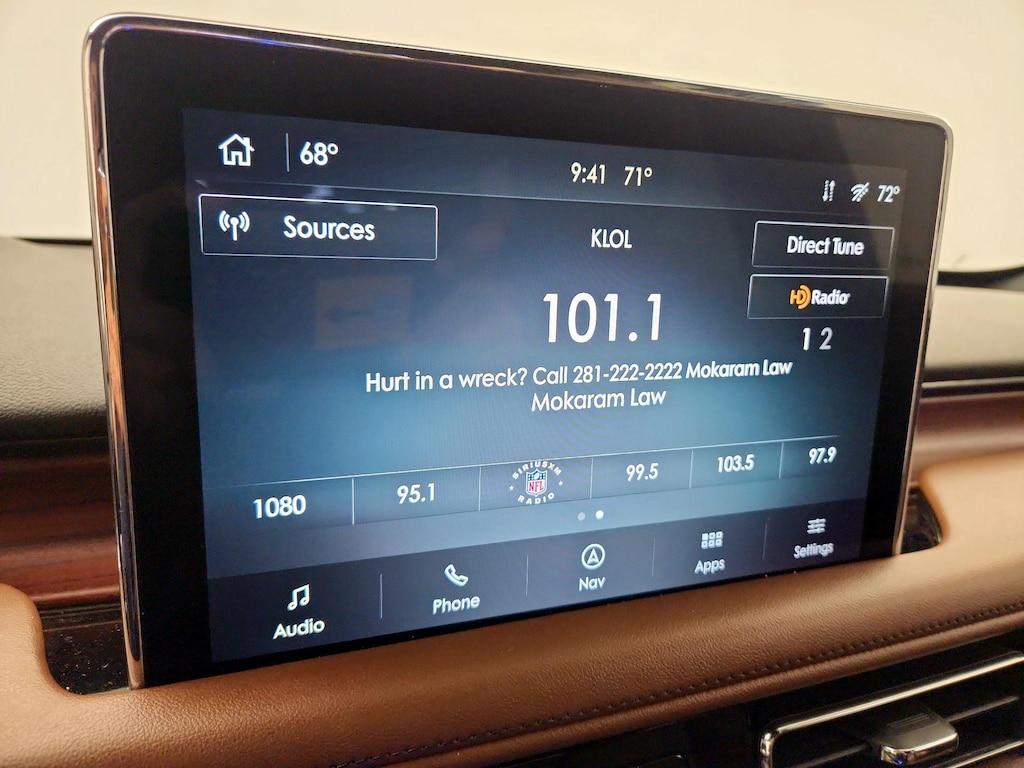 68°
9:41 71°
72°
Sources
KLOL
Direct Tune
HD Radio
101.1
1 2
Hurt in a wreck? Call 281-222-2222 Mokaram Law
Mokaram Law
1080
95.1
SIRIUSXM
NFL
RADIO
99.5
103.5
97.9
Audio
Phone
Nav
Apps
Settings